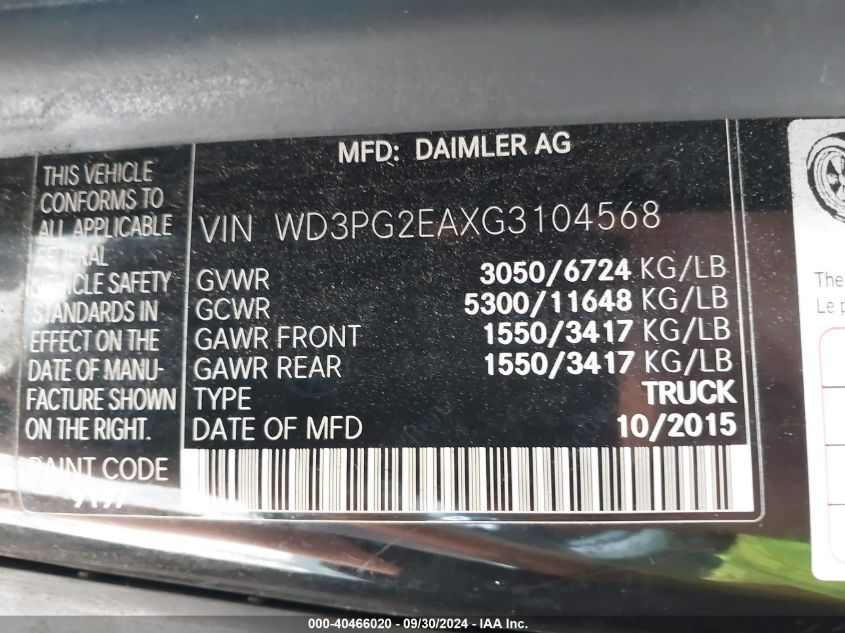 MFD: DAIMLER AG
THIS VEHICLE
CONFORMS TO
ALL APPLICABLE
FEDERAL
VEHICLE SAFETY
STANDARDS IN
EFFECT ON THE
DATE OF MANU-
FACTURE SHOWN
ON THE RIGHT.
VIN WD3PG2EAXG3104568
GVWR 3050/6724 KG/LB
GCWR 5300/11648 KG/LB
GAWR FRONT 1550/3417 KG/LB
GAWR REAR 1550/3417 KG/LB
TYPE TRUCK
DATE OF MFD 10/2015
PAINT CODE
The
Le p
000-40466020 - 09/30/2024 - IAA, Inc.